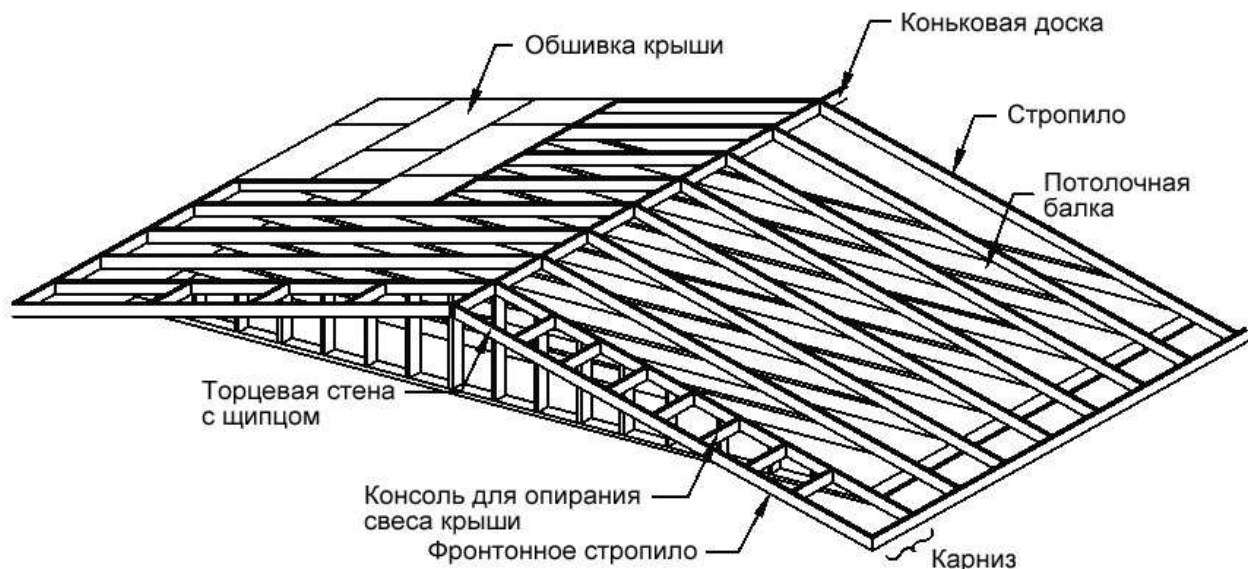 Коньковая доска
Обшивка крыши
Стропило
Потолочная
балка
Торцевая стена
с щипцом
Консоль для опирания
свеса крыши
Фронтонное стропило
Карниз